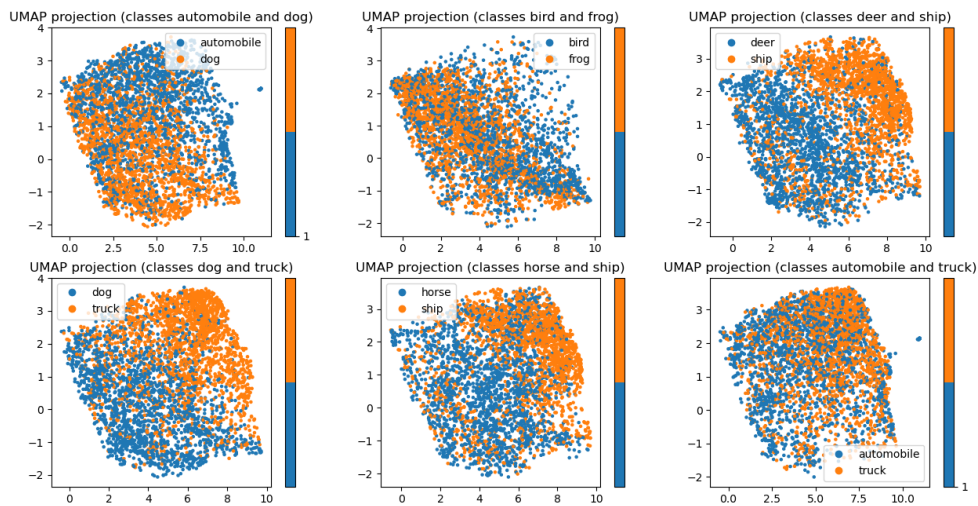 UMAP projection (classes automobile and dog)
automobile
dog
4
3
2
1
0
−1
−2
0.0 2.5 5.0 7.5 10.0
1
UMAP projection (classes bird and frog)
bird
frog
4
3
2
1
0
−1
−2
0 2 4 6 8 10
UMAP projection (classes deer and ship)
deer
ship
4
3
2
1
0
−1
−2
0 2 4 6 8 10
UMAP projection (classes dog and truck)
dog
truck
4
3
2
1
0
−1
−2
0 2 4 6 8 10
UMAP projection (classes horse and ship)
horse
ship
3
2
1
0
−1
−2
0 2 4 6 8 10
UMAP projection (classes automobile and truck)
4
3
2
1
0
−1
−2
automobile
truck
0.0 2.5 5.0 7.5 10.0
1